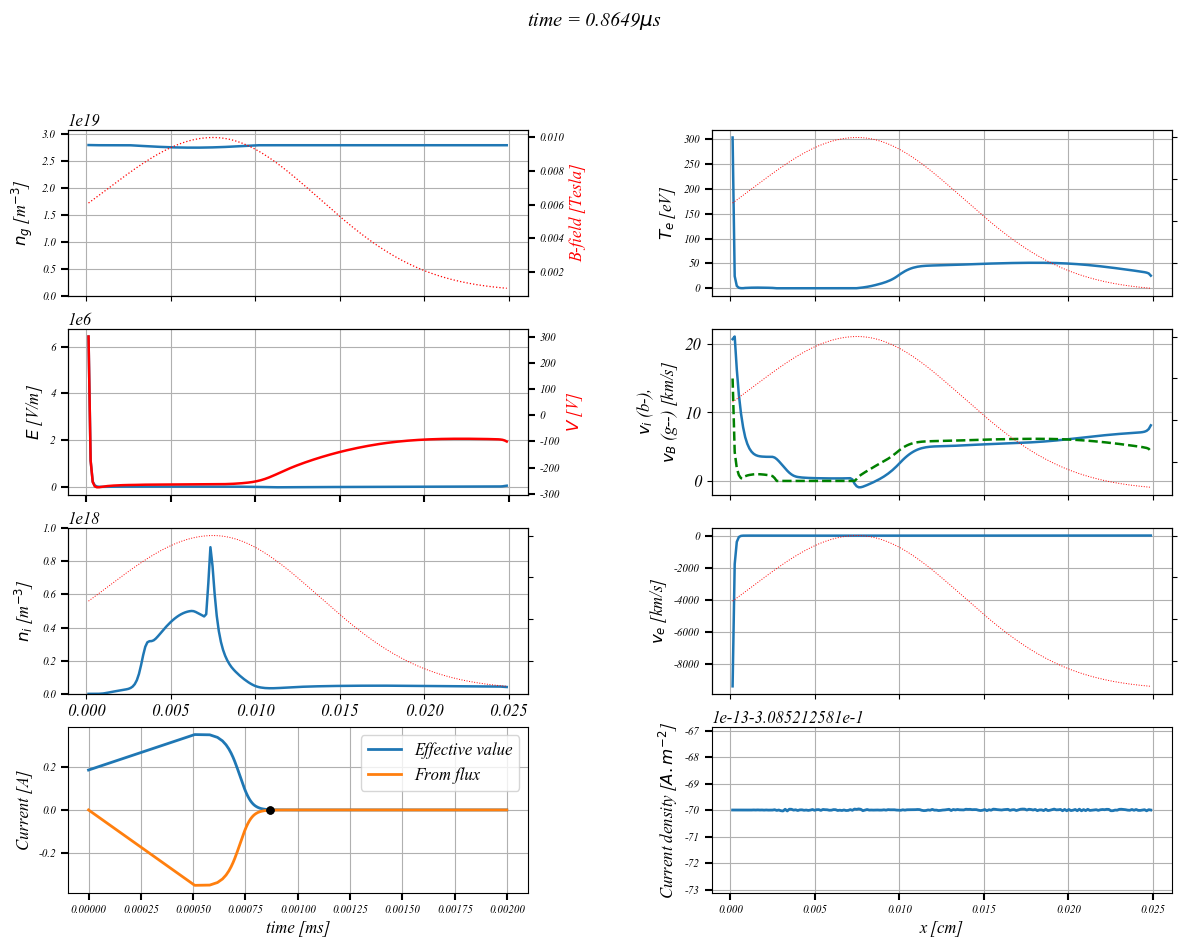 time = 0.8649μs
1e19
3.0
2.5
2.0
1.5
1.0
0.5
0.0
n_g [m^{-3}]
0.010
0.008
0.006
0.004
0.002
B-field [Tesla]
300
250
200
150
100
50
0
T_e [eV]
1e6
6
4
2
0
E [V/m]
300
200
100
0
-100
-200
-300
V [V]
20
10
0
v_i (b-),
v_B (g--) [km/s]
1e18
1.0
0.8
0.6
0.4
0.2
0.0
n_i [m^{-3}]
0.000 0.005 0.010 0.015 0.020 0.025
0
-2000
-4000
-6000
-8000
v_e [km/s]
0.2
0.0
-0.2
Current [A]
Effective value
From flux
0.00000 0.00025 0.00050 0.00075 0.00100 0.00125 0.00150 0.00175 0.00200
time [ms]
1e-13-3.085212581e-1
-67
-68
-69
-70
-71
-72
-73
Current density [A.m^{-2}]
0.000 0.005 0.010 0.015 0.020 0.025
x [cm]